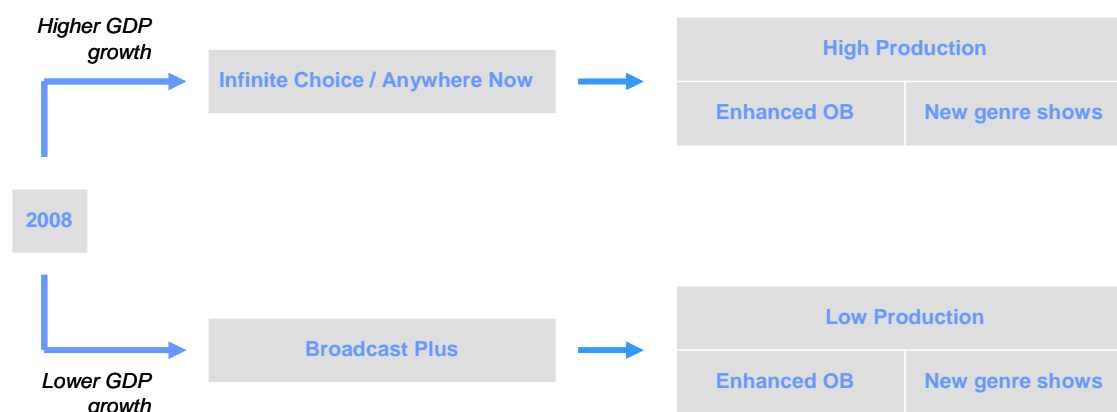 Higher GDP
growth
Infinite Choice / Anywhere Now
High Production
Enhanced OB
New genre shows
2008
Broadcast Plus
Low Production
Lower GDP
growth
Enhanced OB
New genre shows